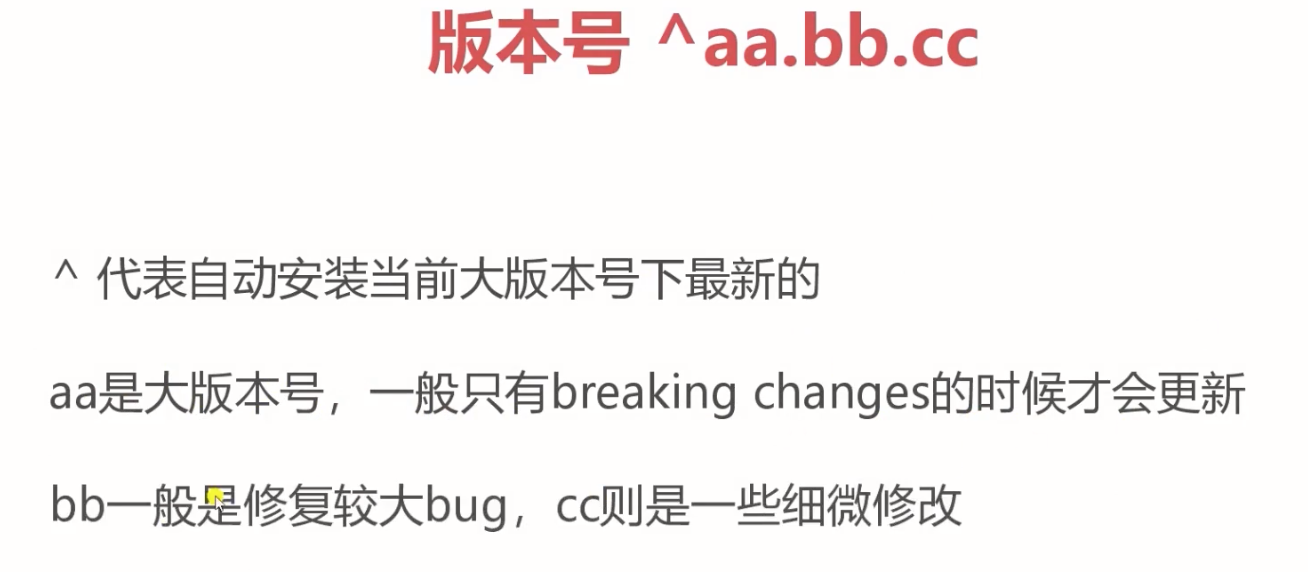 版本号 ^aa.bb.cc
^ 代表自动安装当前大版本号下最新的
aa是大版本号，一般只有breaking changes的时候才会更新
bb一般是修复较大bug，cc则是一些细微修改